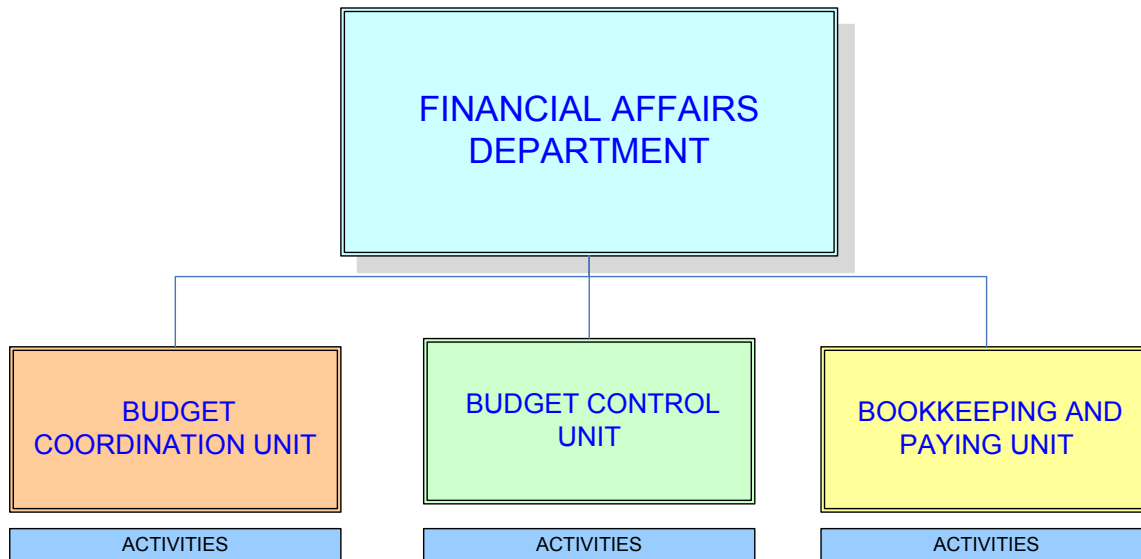 FINANCIAL AFFAIRS
DEPARTMENT
BUDGET
COORDINATION UNIT
BUDGET CONTROL
UNIT
BOOKKEEPING AND
PAYING UNIT
ACTIVITIES
ACTIVITIES
ACTIVITIES